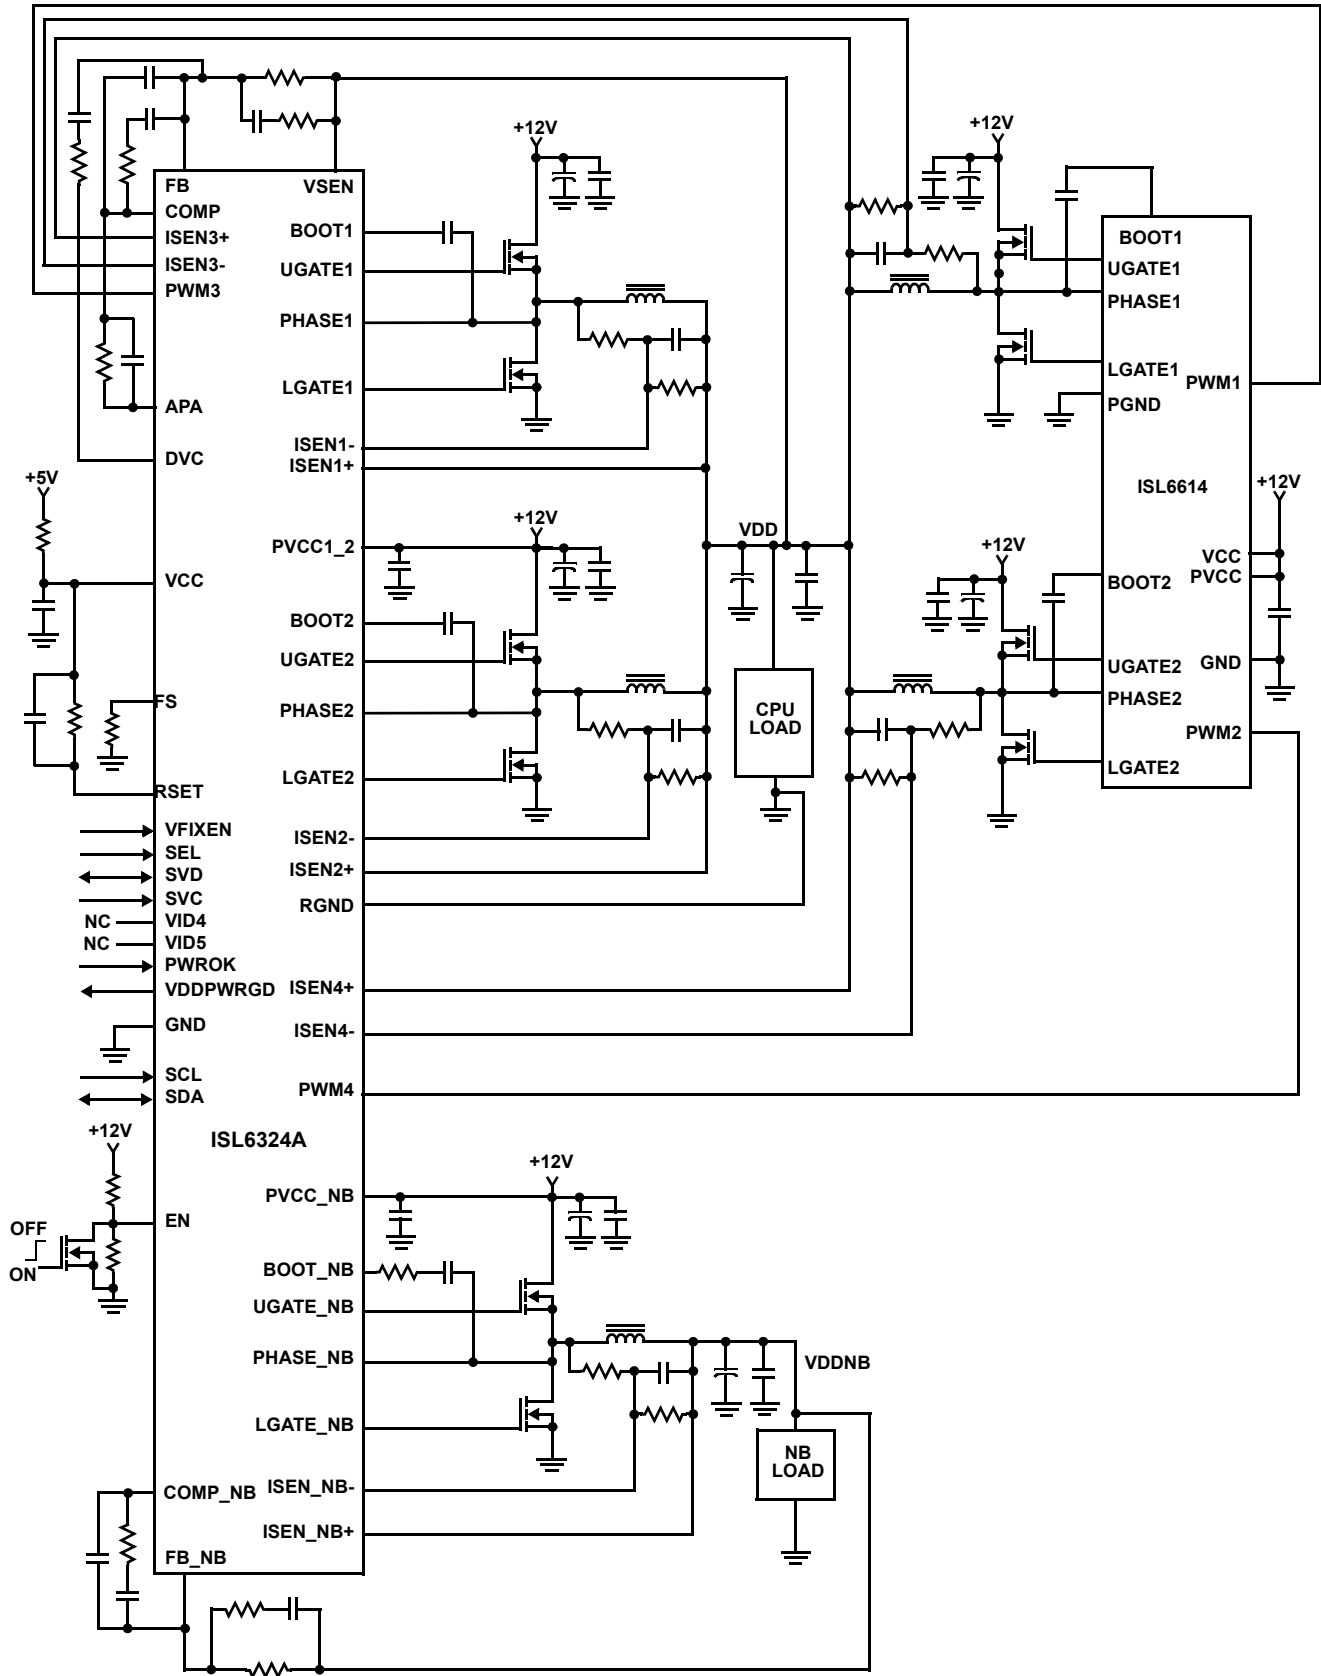 +12V
+12V
FB
VSEN
COMP
ISEN3+
ISEN3-
PWM3
APA
DVC
BOOT1
UGATE1
PHASE1
LGATE1
ISEN1-
ISEN1+
BOOT1
UGATE1
PHASE1
LGATE1
PWM1
PGND
ISL6614
+12V
+5V
+12V
VDD
+12V
PVCC1_2
VCC
VCC
PVCC
BOOT2
BOOT2
UGATE2
UGATE2
GND
FS
PHASE2
PHASE2
CPU
LOAD
PWM2
LGATE2
LGATE2
RSET
VFIXEN
SEL
SVD
SVC
NC
VID4
NC
VID5
PWROK
VDDPWRGD
GND
SCL
SDA
ISEN2-
ISEN2+
RGND
ISEN4+
ISEN4-
PWM4
+12V
ISL6324A
+12V
PVCC_NB
OFF
ON
EN
BOOT_NB
UGATE_NB
PHASE_NB
LGATE_NB
VDDNB
NB
LOAD
COMP_NB
ISEN_NB-
ISEN_NB+
FB_NB